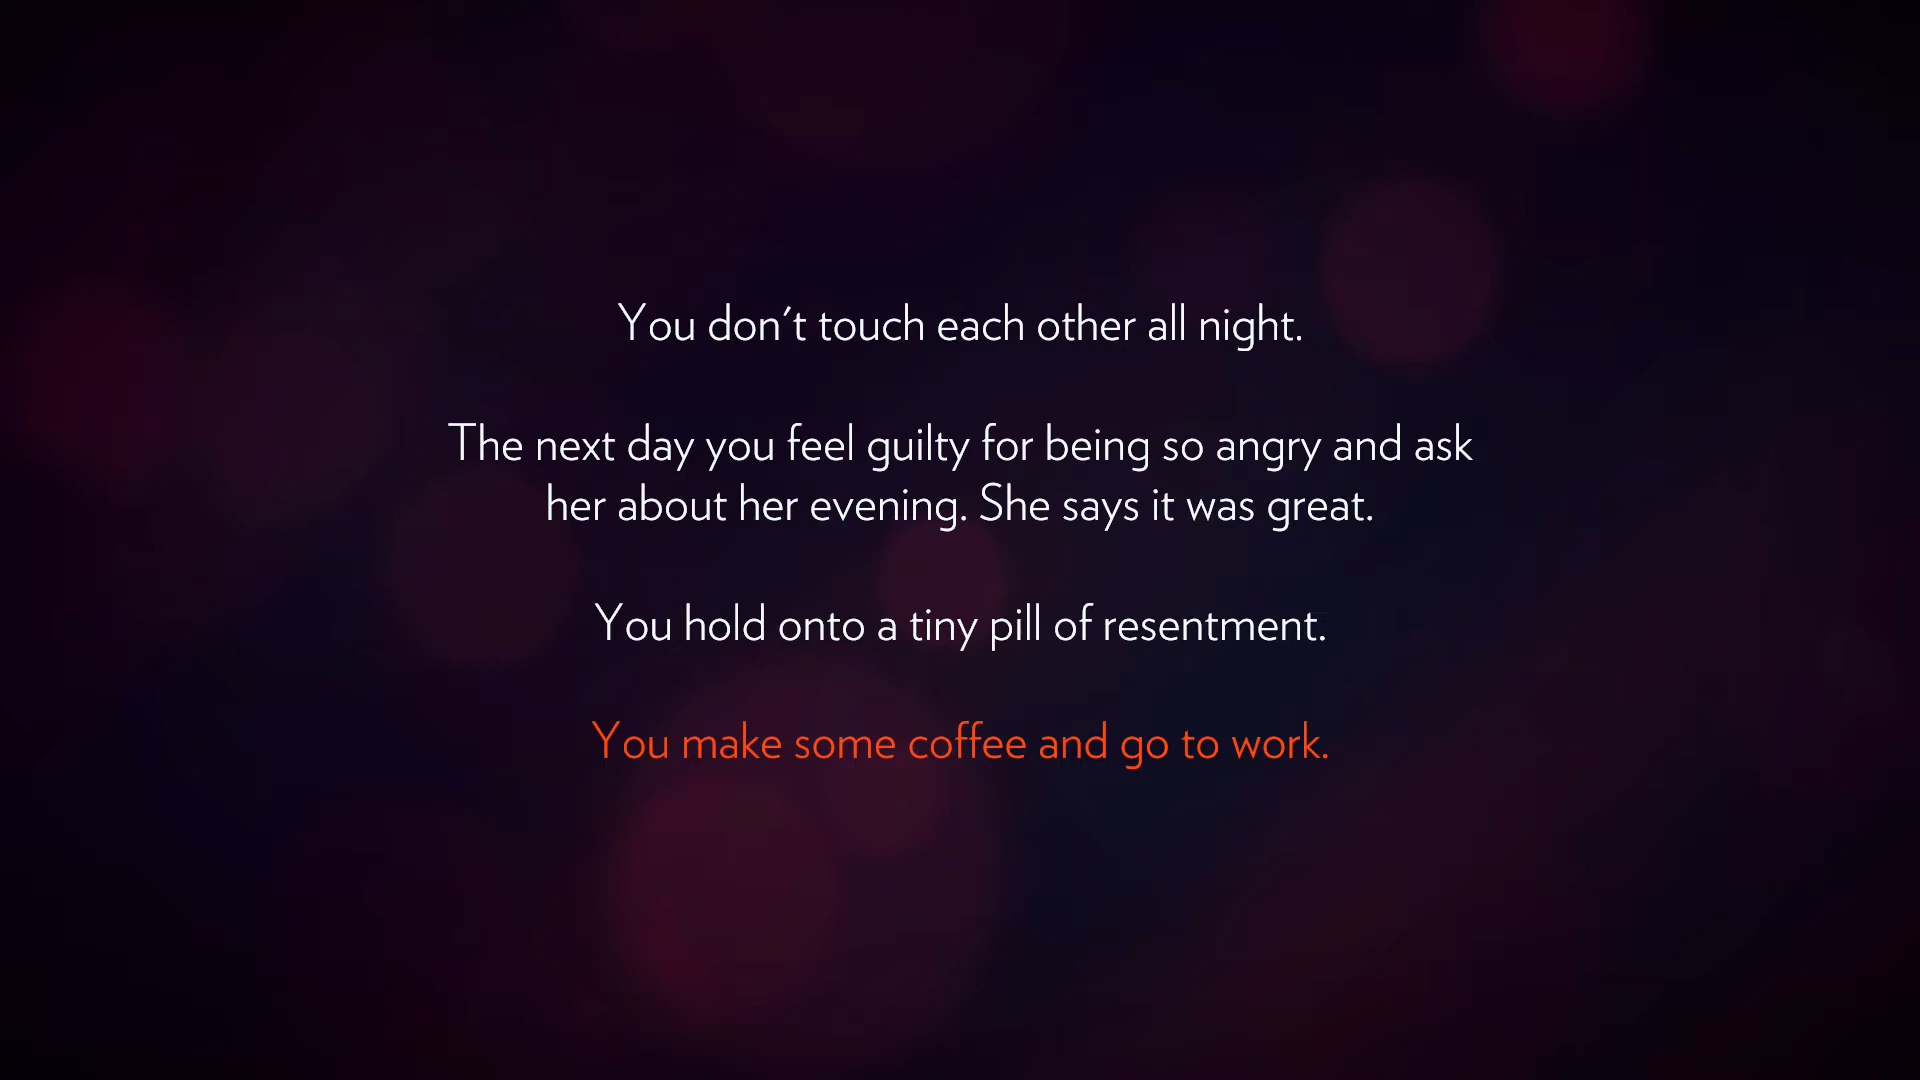 You don't touch each other all night.
The next day you feel guilty for being so angry and ask
her about her evening. She says it was great.
You hold onto a tiny pill of resentment.
You make some coffee and go to work.